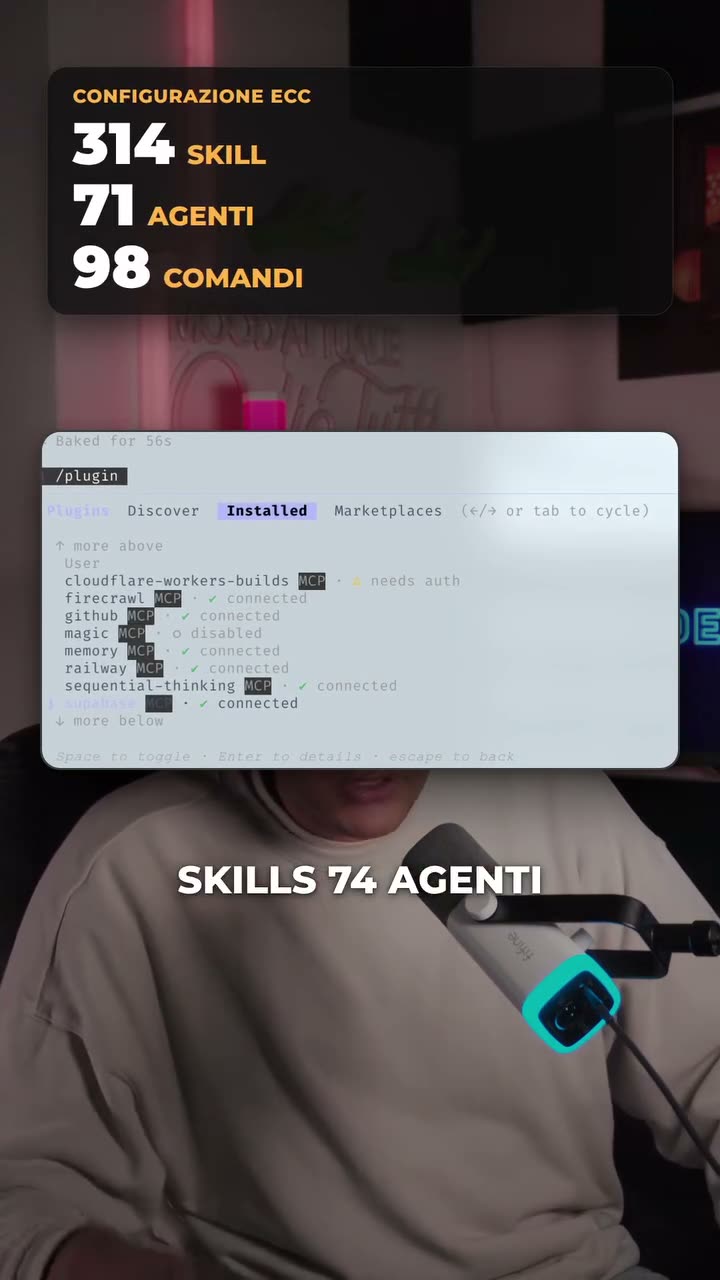 CONFIGURAZIONE ECC
314 SKILL
71 AGENTI
98 COMANDI
Baked for 56s
/plugin
Plugins Discover Installed Marketplaces (←/→ or tab to cycle)
↑ more above
User
cloudflare-workers-builds MCP · ⚠ needs auth
firecrawl MCP · ✔ connected
github MCP · ✔ connected
magic MCP · ○ disabled
memory MCP · ✔ connected
railway MCP · ✔ connected
sequential-thinking MCP · ✔ connected
❯ supabase MCP · ✔ connected
↓ more below
Space to toggle · Enter to details · escape to back
SKILLS 74 AGENTI
fifine